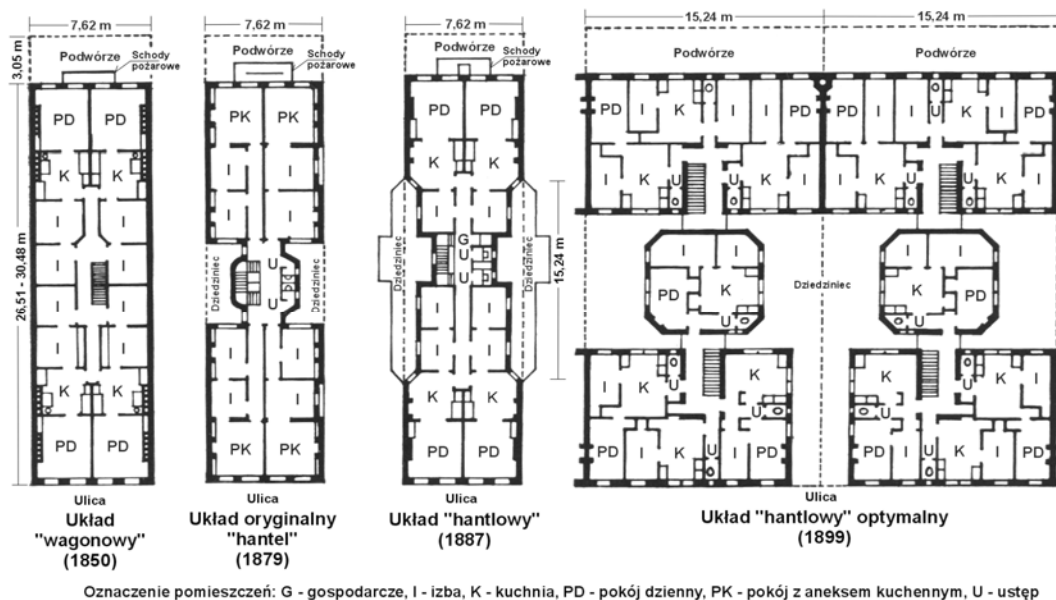 7,62 m
3,05 m
Podwórze
Schody
pożarowe
26,51 - 30,48 m
PD PD
K K
I I
I I
I I
I I
K K
PD PD
Ulica
Układ
"wagonowy"
(1850)
7,62 m
Podwórze
Schody
pożarowe
PK PK
I I
I I
Dziedziniec
U
U
Dziedziniec
I I
I I
PK PK
Ulica
Układ oryginalny
"hantel"
(1879)
7,62 m
Podwórze
Schody
pożarowe
PD PD
K K
I I
G
U
U
Dziedziniec
Dziedziniec
15,24 m
I I
I I
K K
PD PD
Ulica
Układ "hantlowy"
(1887)
15,24 m 15,24 m
Podwórze Podwórze
PD I K U I I PD PD I I U K I PD
I K U U K I I K U U K I
I I I I
PD K Dziedziniec K PD
U U
I K U K K U K I
U U
PD I K U I PD PD I U K I PD
Ulica
Układ "hantlowy" optymalny
(1899)
Oznaczenie pomieszczeń: G - gospodarcze, I - izba, K - kuchnia, PD - pokój dzienny, PK - pokój z aneksem kuchennym, U - ustęp